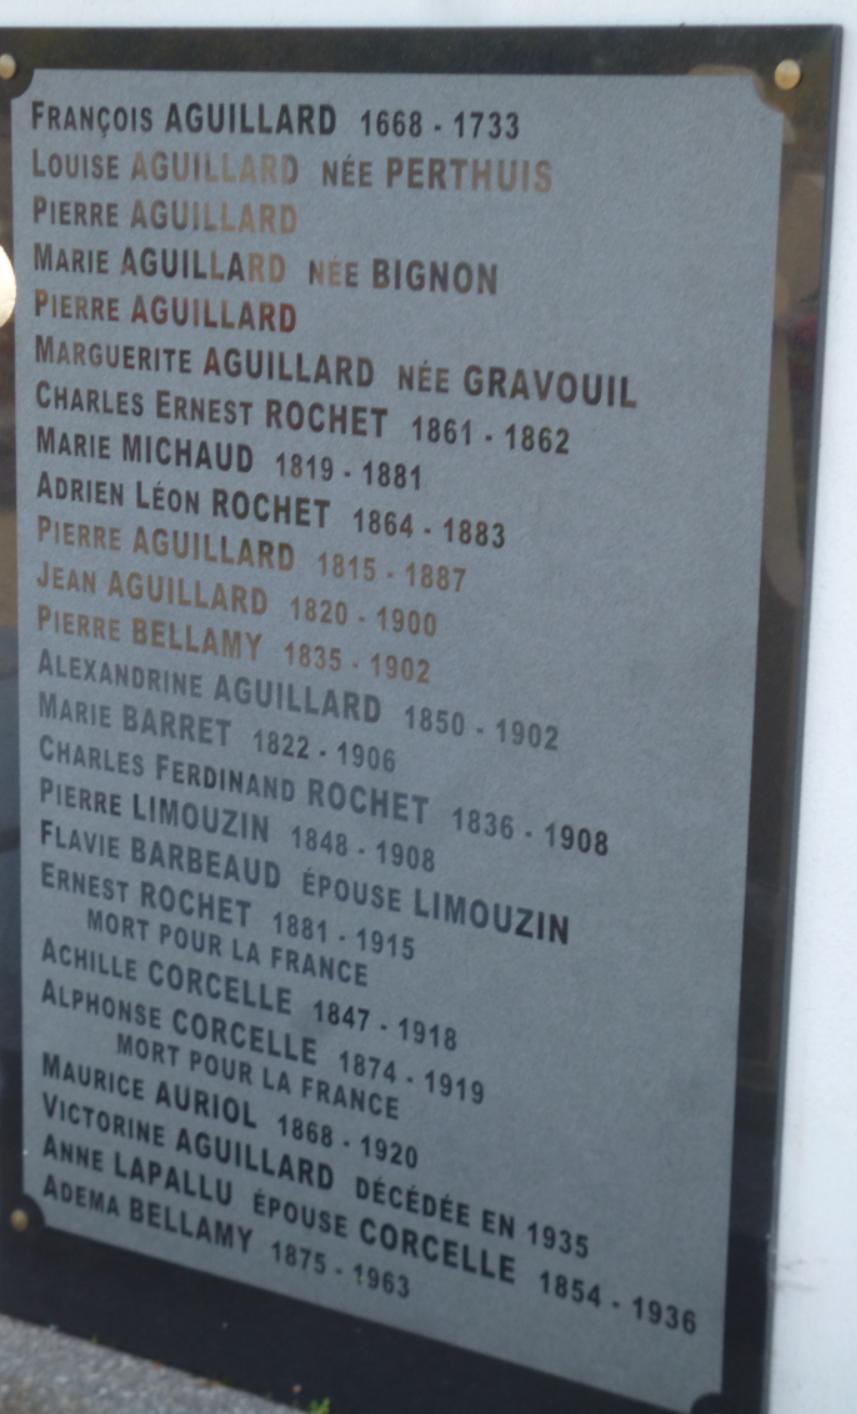 FRANÇOIS AGUILLARD 1668 - 1733
LOUISE AGUILLARD NÉE PERTHUIS
PIERRE AGUILLARD
MARIE AGUILLARD NÉE BIGNON
PIERRE AGUILLARD
MARGUERITE AGUILLARD NÉE GRAVOUIL
CHARLES ERNEST ROCHET 1861 - 1862
MARIE MICHAUD 1819 - 1881
ADRIEN LÉON ROCHET 1864 - 1883
PIERRE AGUILLARD 1815 - 1887
JEAN AGUILLARD 1820 - 1900
PIERRE BELLAMY 1835 - 1902
ALEXANDRINE AGUILLARD 1850 - 1902
MARIE BARRET 1822 - 1906
CHARLES FERDINAND ROCHET 1836 - 1908
PIERRE LIMOUZIN 1848 - 1908
FLAVIE BARBEAUD ÉPOUSE LIMOUZIN
ERNEST ROCHET 1881 - 1915
MORT POUR LA FRANCE
ACHILLE CORCELLE 1847 - 1918
ALPHONSE CORCELLE 1874 - 1919
MORT POUR LA FRANCE
MAURICE AURIOL 1868 - 1920
VICTORINE AGUILLARD DÉCÉDÉE EN 1935
ANNE LAPALLU ÉPOUSE CORCELLE 1854 - 1936
ADEMA BELLAMY 1875 - 1963